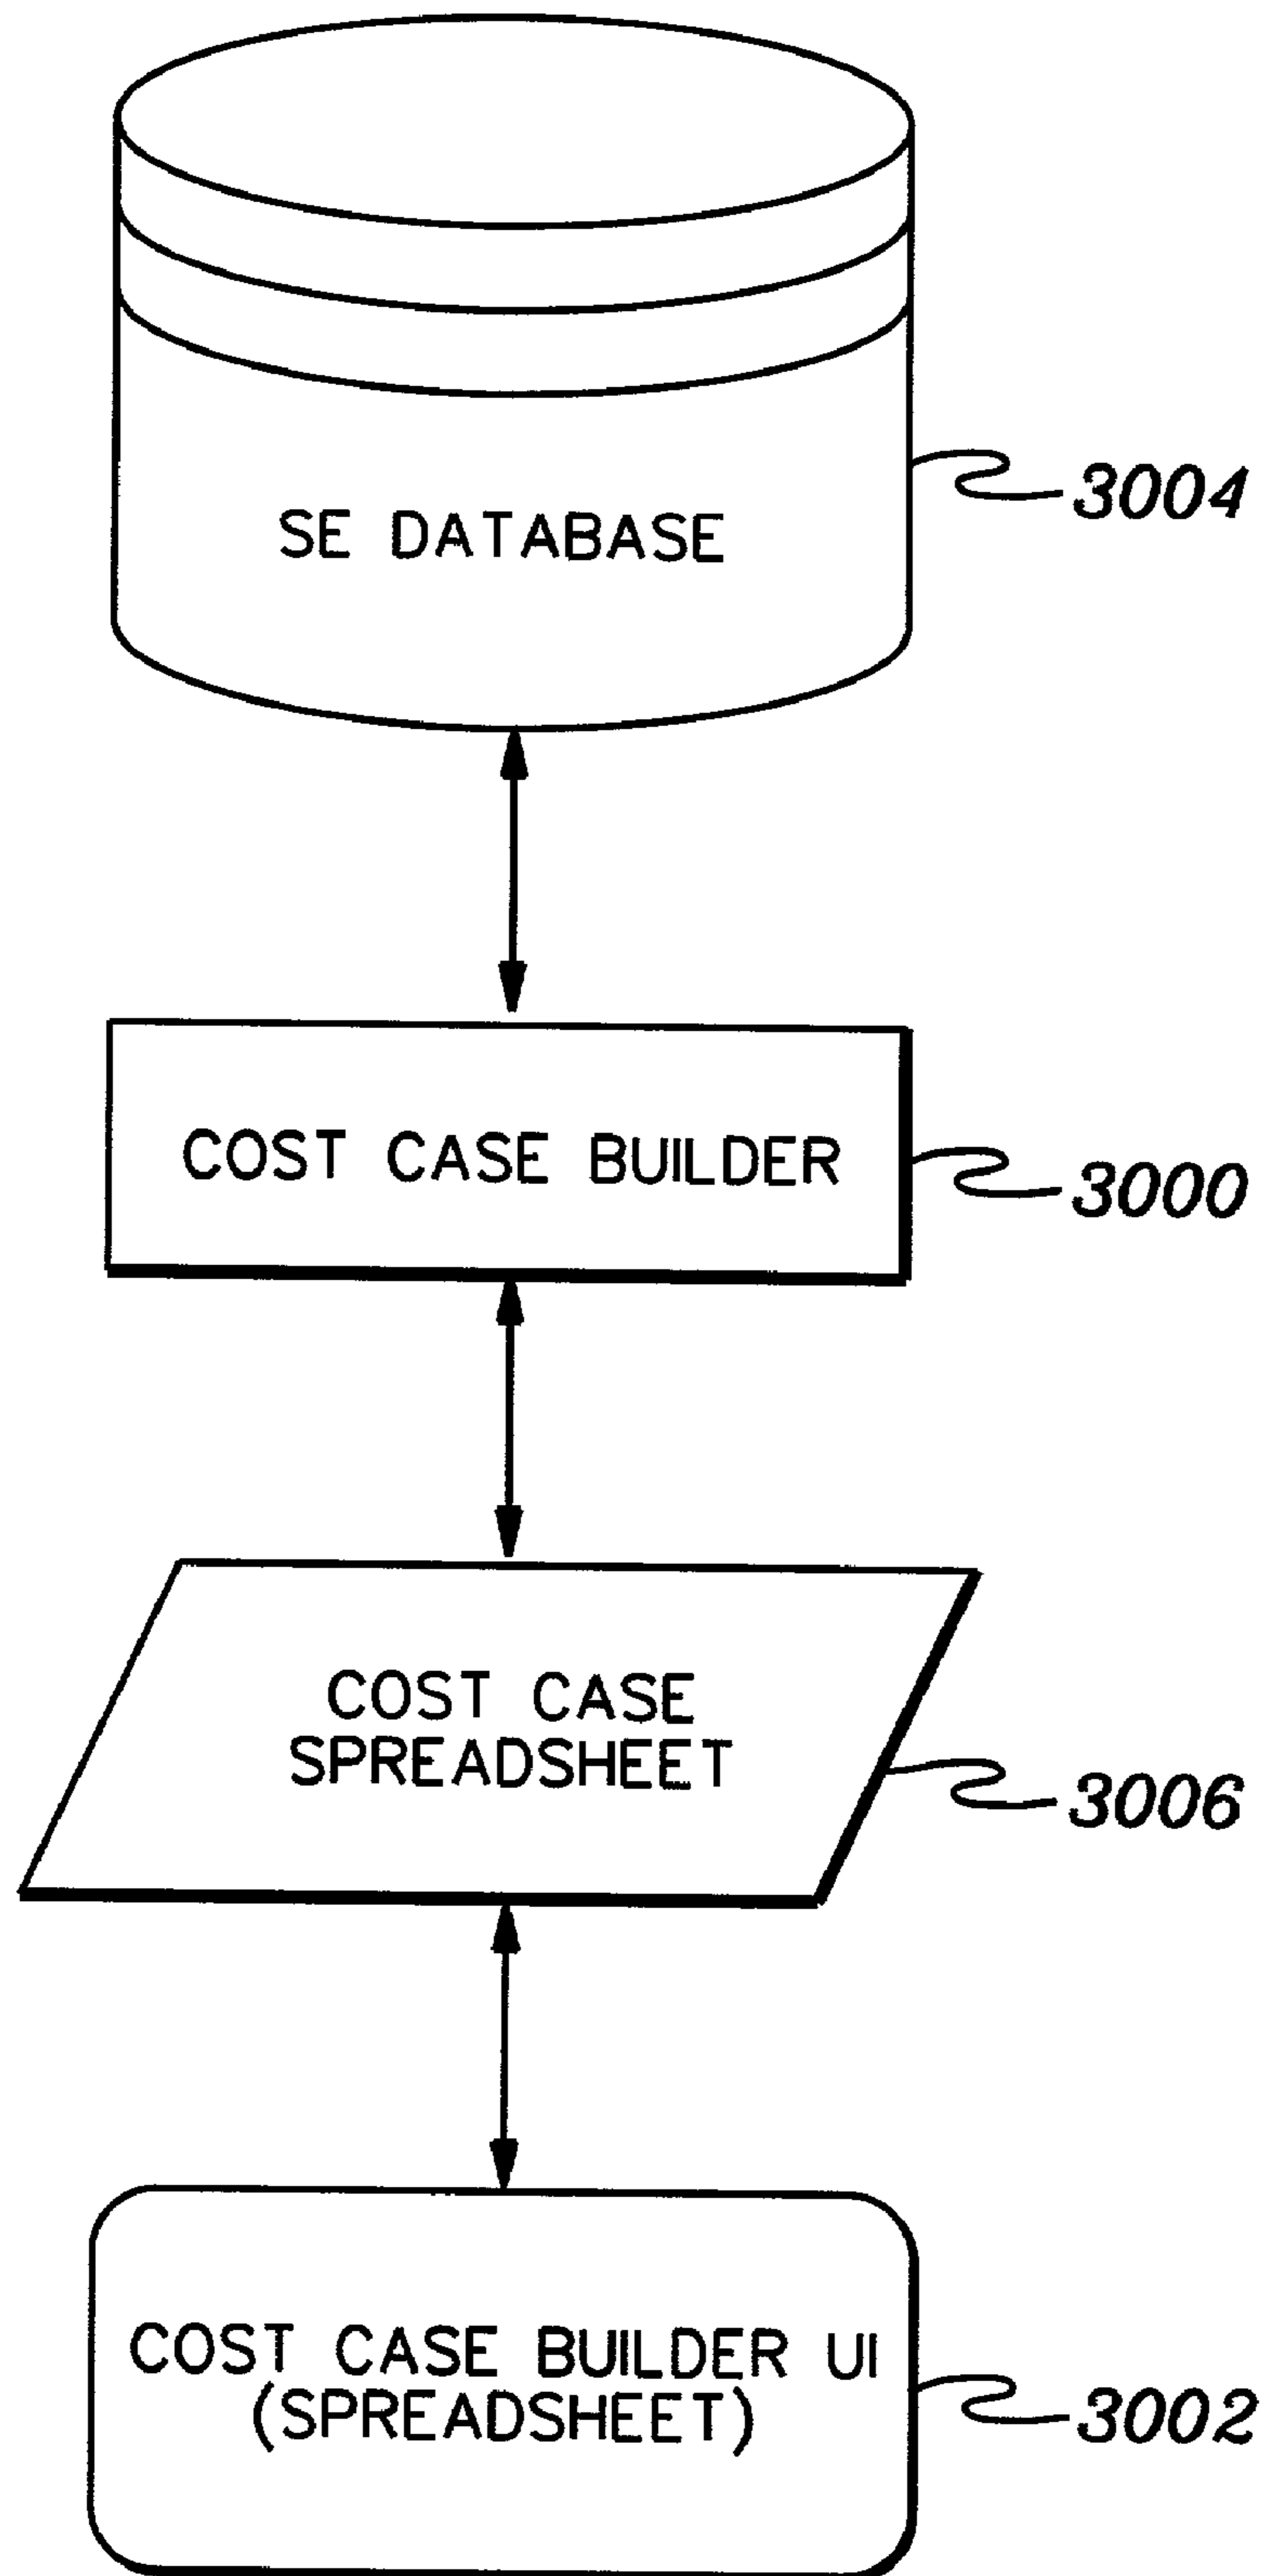 SE DATABASE
3004
COST CASE BUILDER
3000
COST CASE
SPREADSHEET
3006
COST CASE BUILDER UI
(SPREADSHEET)
3002